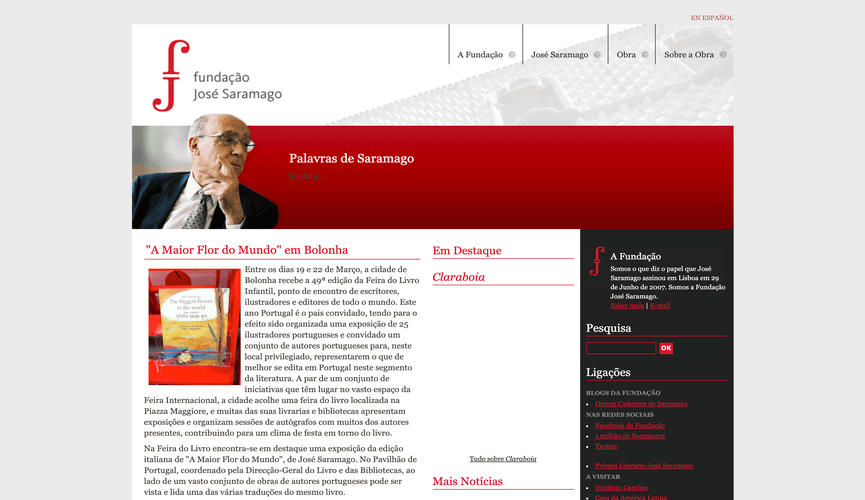 EN ESPAÑOL
fundação
José Saramago
A Fundação
José Saramago
Obra
Sobre a Obra
Palavras de Saramago
loading...
"A Maior Flor do Mundo" em Bolonha
Entre os dias 19 e 22 de Março, a cidade de
Bolonha recebe a 49ª edição da Feira do Livro
Infantil, ponto de encontro de escritores,
ilustradores e editores de todo o mundo. Este
ano Portugal é o país convidado, tendo para o
efeito sido organizada uma exposição de 25
ilustradores portugueses e convidado um
conjunto de autores portugueses para, neste
local privilegiado, representarem o que de
melhor se edita em Portugal neste segmento
da literatura. A par de um conjunto de
iniciativas que têm lugar no vasto espaço da
Feira Internacional, a cidade acolhe uma feira do livro localizada na
Piazza Maggiore, e muitas das suas livrarias e bibliotecas apresentam
exposições e organizam sessões de autógrafos com muitos dos autores
presentes, contribuindo para um clima de festa em torno do livro.
Na Feira do Livro encontra-se em destaque uma exposição da edição
italiana de "A Maior Flor do Mundo", de José Saramago. No Pavilhão de
Portugal, coordenado pela Direcção-Geral do Livro e das Bibliotecas, ao
lado de um vasto conjunto de obras de autores portugueses pode ser
vista e lida uma das várias traduções do mesmo livro.
The biggest flower
in the world
Em Destaque
Claraboia
Tudo sobre Claraboia
Mais Notícias
A Fundação
Somos o que diz o papel que José
Saramago assinou em Lisboa em 29
de Junho de 2007. Somos a Fundação
José Saramago.
Saber mais | E-mail
Pesquisa
OK
Ligações
BLOGS DA FUNDAÇÃO
Outros Cadernos de Saramago
NAS REDES SOCIAIS
Facebook da Fundação
1 milhão de Saramagos
Twitter
Prémio Literário José Saramago
A VISITAR
Instituto Camões
Casa da América Latina